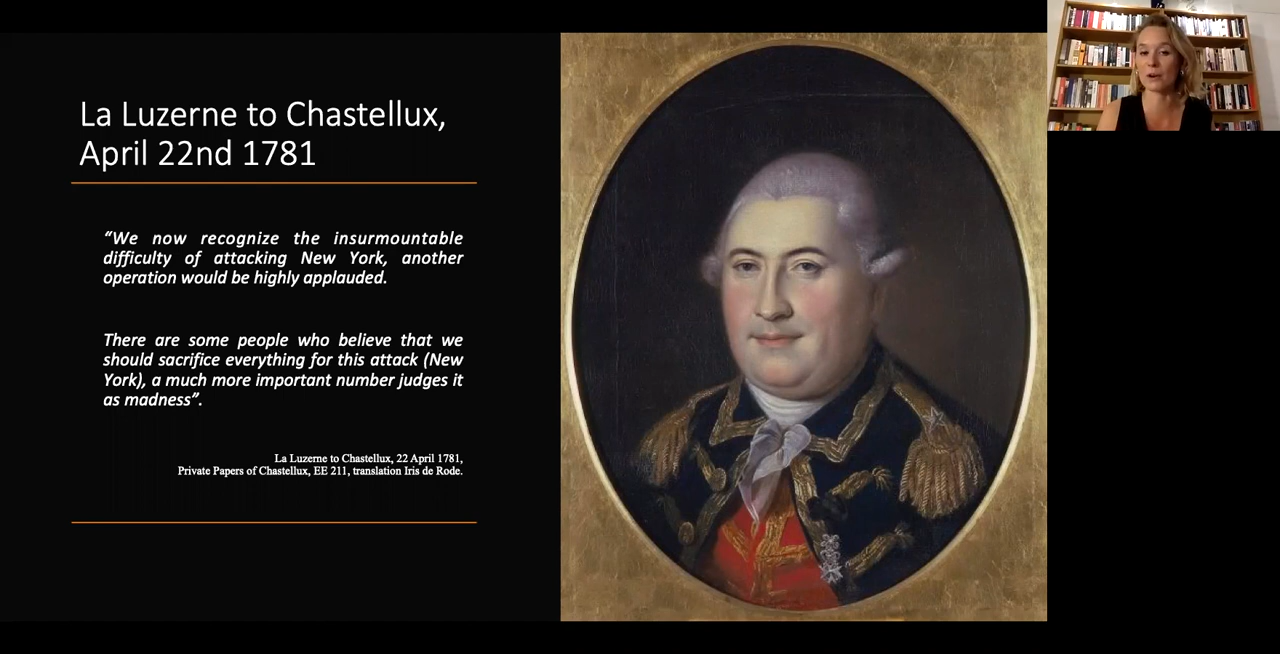 La Luzerne to Chastellux,
April 22nd 1781
“We now recognize the insurmountable
difficulty of attacking New York, another
operation would be highly applauded.
There are some people who believe that we
should sacrifice everything for this attack (New
York), a much more important number judges it
as madness”.
La Luzerne to Chastellux, 22 April 1781,
Private Papers of Chastellux, EE 211, translation Iris de Rode.